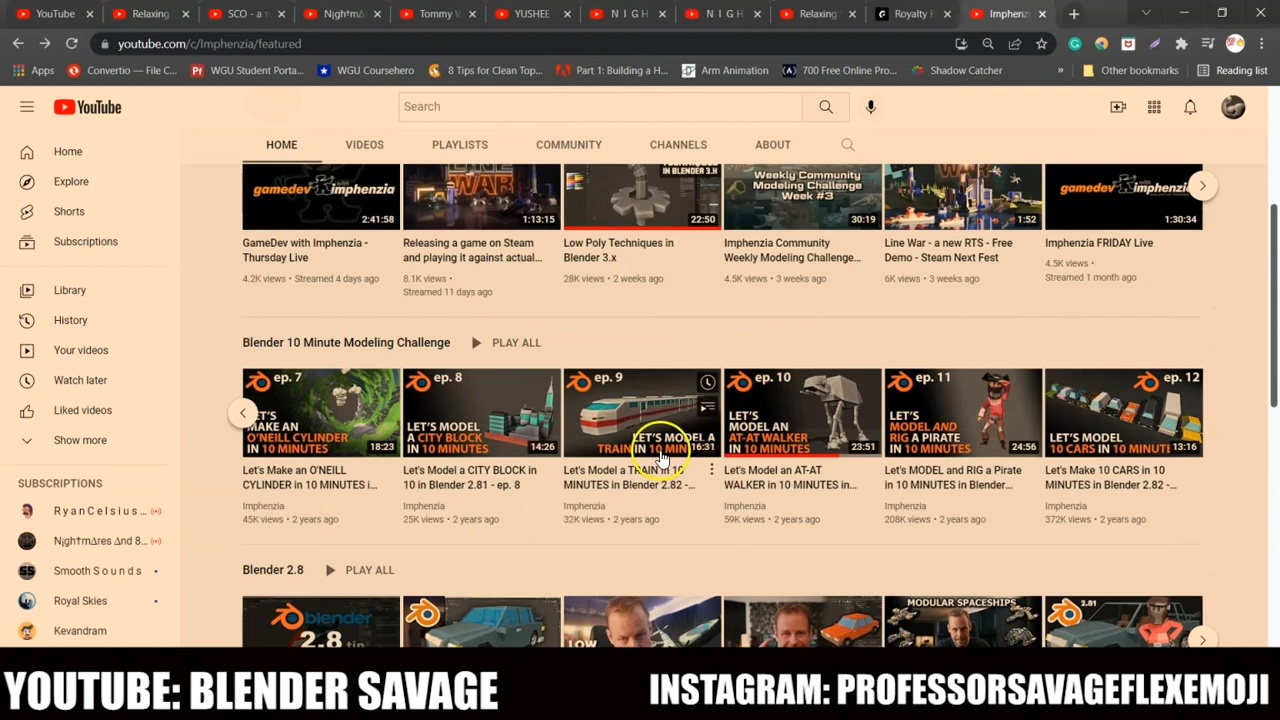 YouTube
Relaxing
SCO - a
N¡gh†m
Tommy
YUSHEE
N I G H
N I G H
Relaxing
Royalty
Imphenzi
youtube.com/c/Imphenzia/featured
Apps
Convertio — File C...
WGU Student Porta...
WGU Coursehero
8 Tips for Clean Top...
Part 1: Building a H...
Arm Animation
700 Free Online Pro...
Shadow Catcher
»
Other bookmarks
Reading list
YouTube
Search
HOME
VIDEOS
PLAYLISTS
COMMUNITY
CHANNELS
ABOUT
Home
Explore
Shorts
Subscriptions
Library
History
Your videos
Watch later
Liked videos
Show more
SUBSCRIPTIONS
R y a n C e l s i u s ...
N¡gh†m∆res ∆nd 8...
Smooth S o u n d s
Royal Skies
Kevandram
gamedev imphenzia
2:41:58
LINE WAR
1:13:15
IN BLENDER 3.X
22:50
Weekly Community
Modeling Challenge
Week #3
30:19
1:52
gamedev imphenzia
1:30:34
GameDev with Imphenzia -
Thursday Live
4.2K views • Streamed 4 days ago
Releasing a game on Steam
and playing it against actual...
8.1K views •
Streamed 11 days ago
Low Poly Techniques in
Blender 3.x
28K views • 2 weeks ago
Imphenzia Community
Weekly Modeling Challenge...
4.5K views • 3 weeks ago
Line War - a new RTS - Free
Demo - Steam Next Fest
6K views • 3 weeks ago
Imphenzia FRIDAY Live
4.5K views •
Streamed 1 month ago
Blender 10 Minute Modeling Challenge
PLAY ALL
ep. 7
LET'S
MAKE AN
O'NEILL CYLINDER
IN 10 MINUTES
18:23
ep. 8
LET'S MODEL
A CITY BLOCK
IN 10 MINUTES
14:26
ep. 9
LET'S MODEL A
TRAIN IN 10 MIN
16:31
ep. 10
LET'S
MODEL AN
AT-AT WALKER
IN 10 MINUTES
23:51
ep. 11
LET'S
MODEL AND
RIG A PIRATE
IN 10 MINUTES
24:56
ep. 12
LET'S MAKE
10 CARS IN 10 MINUT
13:16
Let's Make an O'NEILL
CYLINDER in 10 MINUTES i...
Imphenzia
45K views • 2 years ago
Let's Model a CITY BLOCK in
10 in Blender 2.81 - ep. 8
Imphenzia
25K views • 2 years ago
Let's Model a TRAIN in 10
MINUTES in Blender 2.82 -...
Imphenzia
32K views • 2 years ago
Let's Model an AT-AT
WALKER in 10 MINUTES in...
Imphenzia
59K views • 2 years ago
Let's MODEL and RIG a Pirate
in 10 MINUTES in Blender...
Imphenzia
208K views • 2 years ago
Let's Make 10 CARS in 10
MINUTES in Blender 2.82 -...
Imphenzia
372K views • 2 years ago
Blender 2.8
PLAY ALL
blender
2.8 tip
LOW
MODULAR SPACESHIPS
2.81
YOUTUBE: BLENDER SAVAGE
INSTAGRAM: PROFESSORSAVAGEFLEXEMOJI